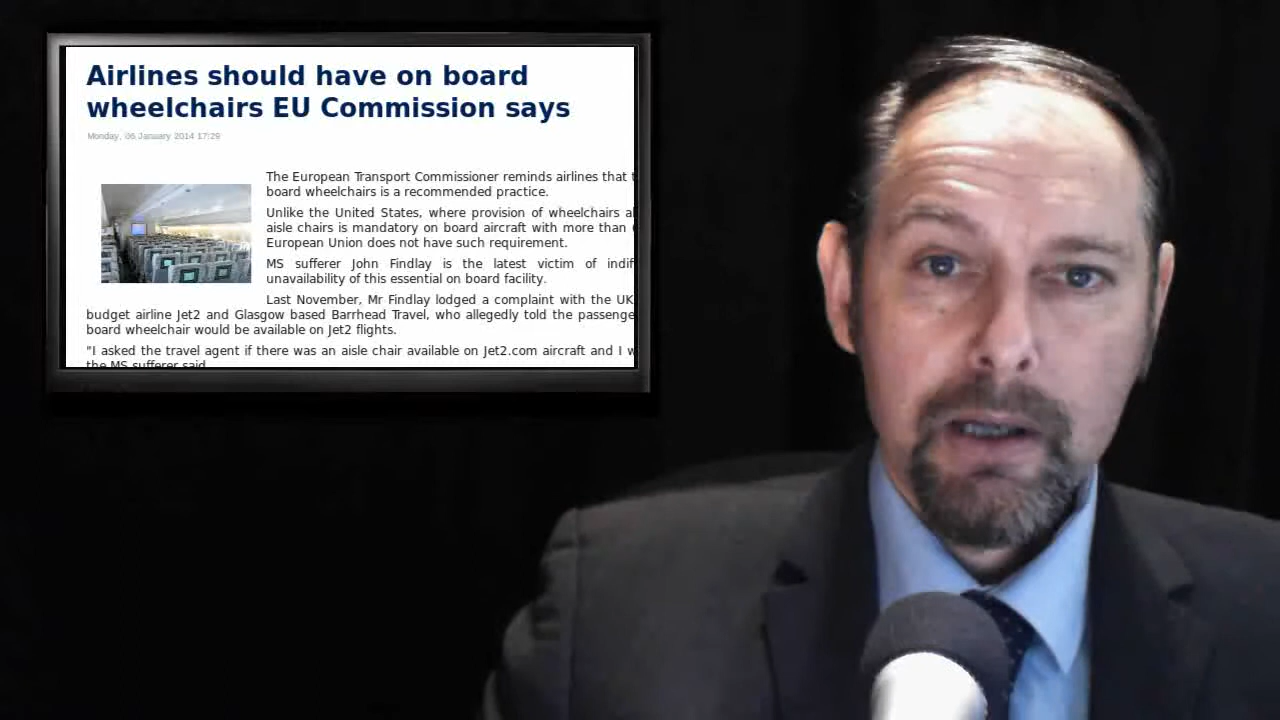 Airlines should have on board
wheelchairs EU Commission says
Monday, 06 January 2014 17:29
The European Transport Commissioner reminds airlines that
board wheelchairs is a recommended practice.
Unlike the United States, where provision of wheelchairs
aisle chairs is mandatory on board aircraft with more than
European Union does not have such requirement.
MS sufferer John Findlay is the latest victim of
unavailability of this essential on board facility.
Last November, Mr Findlay lodged a complaint with the UK
budget airline Jet2 and Glasgow based Barrhead Travel, who allegedly told the
board wheelchair would be available on Jet2 flights.
"I asked the travel agent if there was an aisle chair available on Jet2.com aircraft and I
the MS sufferer said